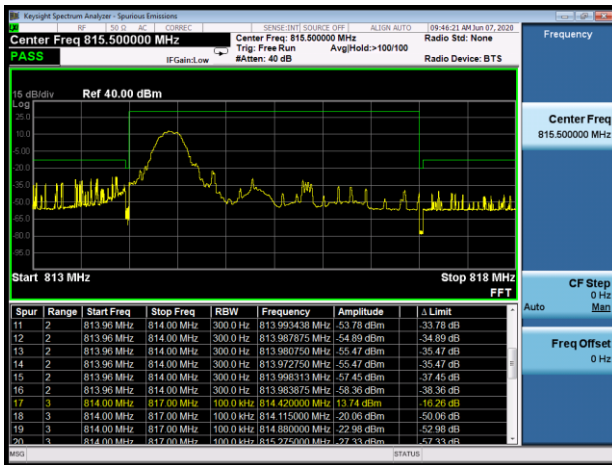 Keysight Spectrum Analyzer - Spurious Emissions
RF 50 Ω AC CORREC SENSE:INT SOURCE OFF ALIGN AUTO 09:46:21 AM Jun 07, 2020
Center Freq 815.500000 MHz Center Freq: 815.500000 MHz Radio Std: None
Trig: Free Run Avg|Hold:>100/100
PASS IFGain:Low #Atten: 40 dB Radio Device: BTS
15 dB/div Ref 40.00 dBm
Log
25.0
10.0
-5.00
-20.0
-35.0
-50.0
-65.0
-80.0
-95.0
Start 813 MHz Stop 818 MHz
FFT
Spur Range Start Freq Stop Freq RBW Frequency Amplitude Δ Limit
11 2 813.96 MHz 814.00 MHz 300.0 Hz 813.993438 MHz -53.78 dBm -33.78 dB
12 2 813.96 MHz 814.00 MHz 300.0 Hz 813.987875 MHz -54.89 dBm -34.89 dB
13 2 813.96 MHz 814.00 MHz 300.0 Hz 813.980750 MHz -55.47 dBm -35.47 dB
14 2 813.96 MHz 814.00 MHz 300.0 Hz 813.972750 MHz -55.47 dBm -35.47 dB
15 2 813.96 MHz 814.00 MHz 300.0 Hz 813.998313 MHz -57.45 dBm -37.45 dB
16 2 813.96 MHz 814.00 MHz 300.0 Hz 813.983875 MHz -58.36 dBm -38.36 dB
17 3 814.00 MHz 817.00 MHz 100.0 kHz 814.420000 MHz 13.74 dBm -16.26 dB
18 3 814.00 MHz 817.00 MHz 100.0 kHz 814.115000 MHz -20.06 dBm -50.06 dB
19 3 814.00 MHz 817.00 MHz 100.0 kHz 814.880000 MHz -22.98 dBm -52.98 dB
20 3 814.00 MHz 817.00 MHz 100.0 kHz 815.275000 MHz -27.33 dBm -57.33 dB
MSG STATUS
Frequency
Center Freq
815.500000 MHz
CF Step
0 Hz
Auto Man
Freq Offset
0 Hz